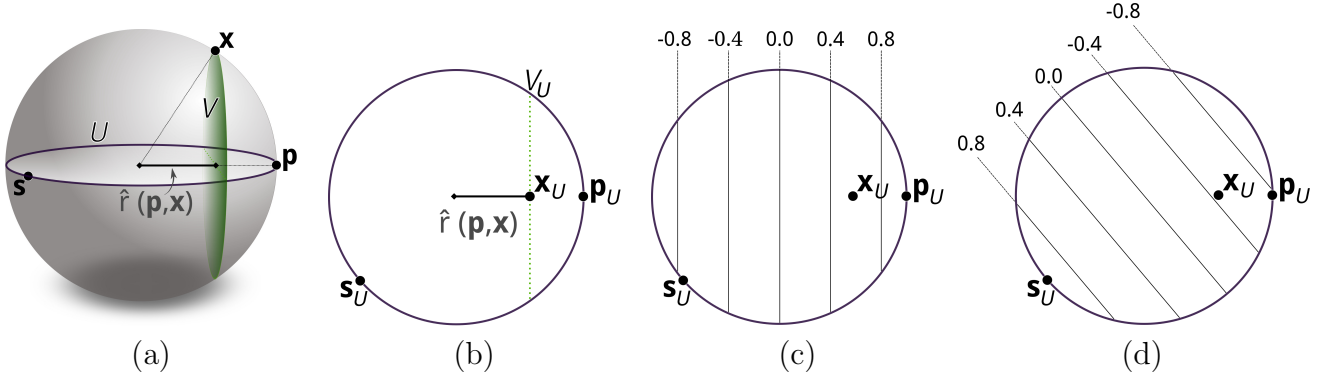 x
V
U
p
s
r̂ (p,x)
(a)
V_U
x_U
p_U
r̂ (p,x)
s_U
(b)
-0.8 -0.4 0.0 0.4 0.8
x_U
p_U
s_U
(c)
-0.8
-0.4
0.0
0.4
0.8
x_U
p_U
s_U
(d)